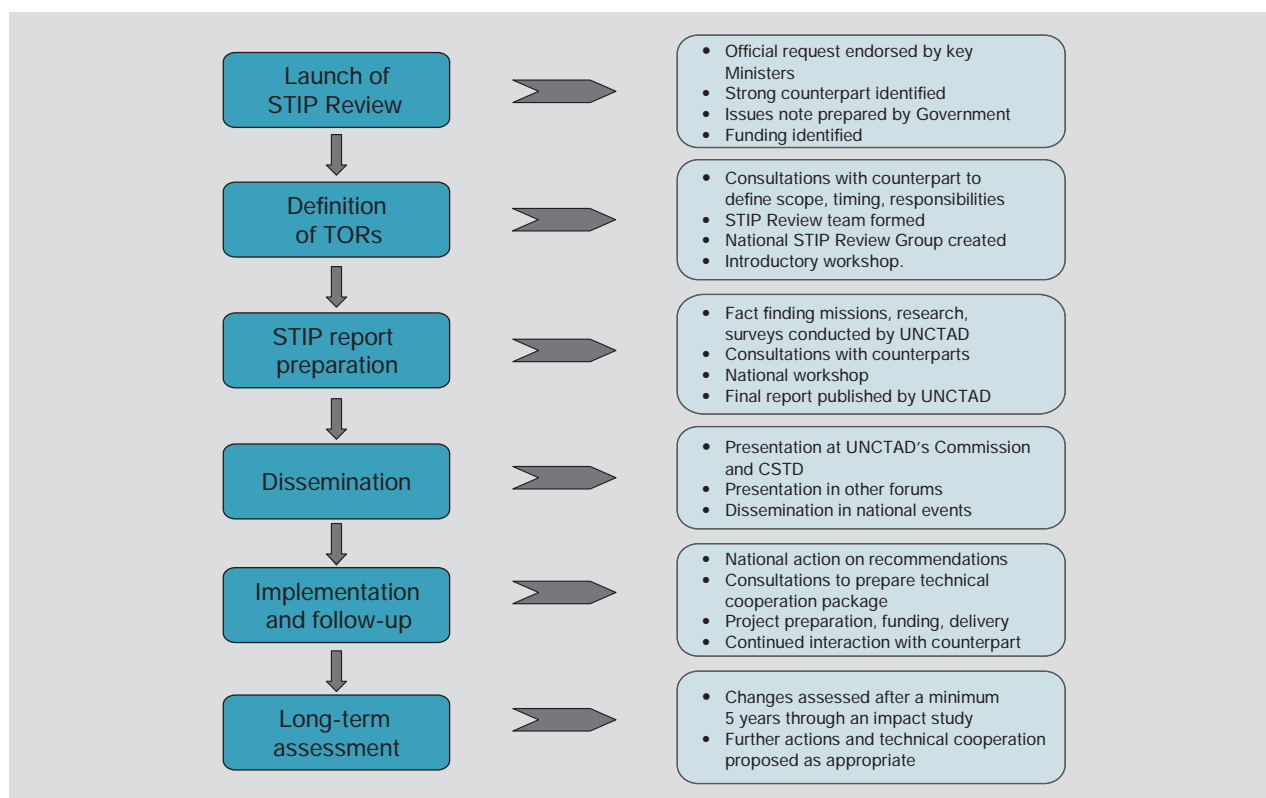 Launch of
STIP Review
• Official request endorsed by key
Ministers
• Strong counterpart identified
• Issues note prepared by Government
• Funding identified
Definition
of TORs
• Consultations with counterpart to
define scope, timing, responsibilities
• STIP Review team formed
• National STIP Review Group created
• Introductory workshop.
STIP report
preparation
• Fact finding missions, research,
surveys conducted by UNCTAD
• Consultations with counterparts
• National workshop
• Final report published by UNCTAD
Dissemination
• Presentation at UNCTAD's Commission
and CSTD
• Presentation in other forums
• Dissemination in national events
Implementation
and follow-up
• National action on recommendations
• Consultations to prepare technical
cooperation package
• Project preparation, funding, delivery
• Continued interaction with counterpart
Long-term
assessment
• Changes assessed after a minimum
5 years through an impact study
• Further actions and technical cooperation
proposed as appropriate